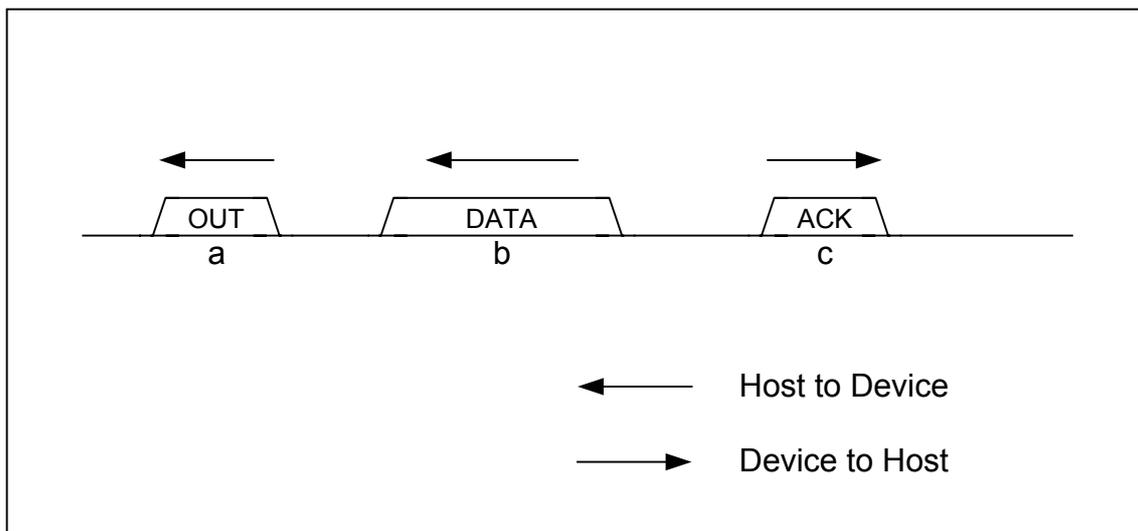 OUT DATA ACK
a b c
Host to Device
Device to Host